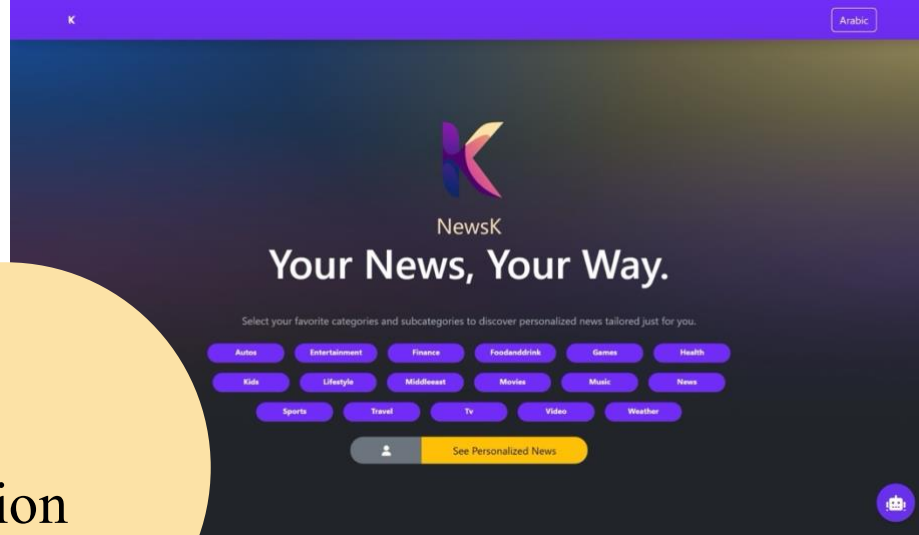 K
Arabic
NewsK
Your News, Your Way.
Select your favorite categories and subcategories to discover personalized news tailored just for you.
Autos Entertainment Finance Foodanddrink Games Health
Kids Lifestyle Middleeast Movies Music News
Sports Travel Tv Video Weather
See Personalized News
ion